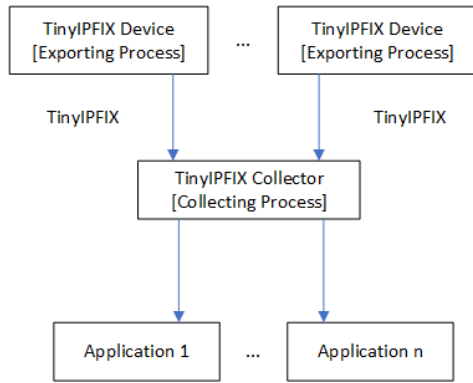 TinyIPFIX Device
[Exporting Process]
...
TinyIPFIX Device
[Exporting Process]
TinyIPFIX
TinyIPFIX
TinyIPFIX Collector
[Collecting Process]
Application 1
...
Application n